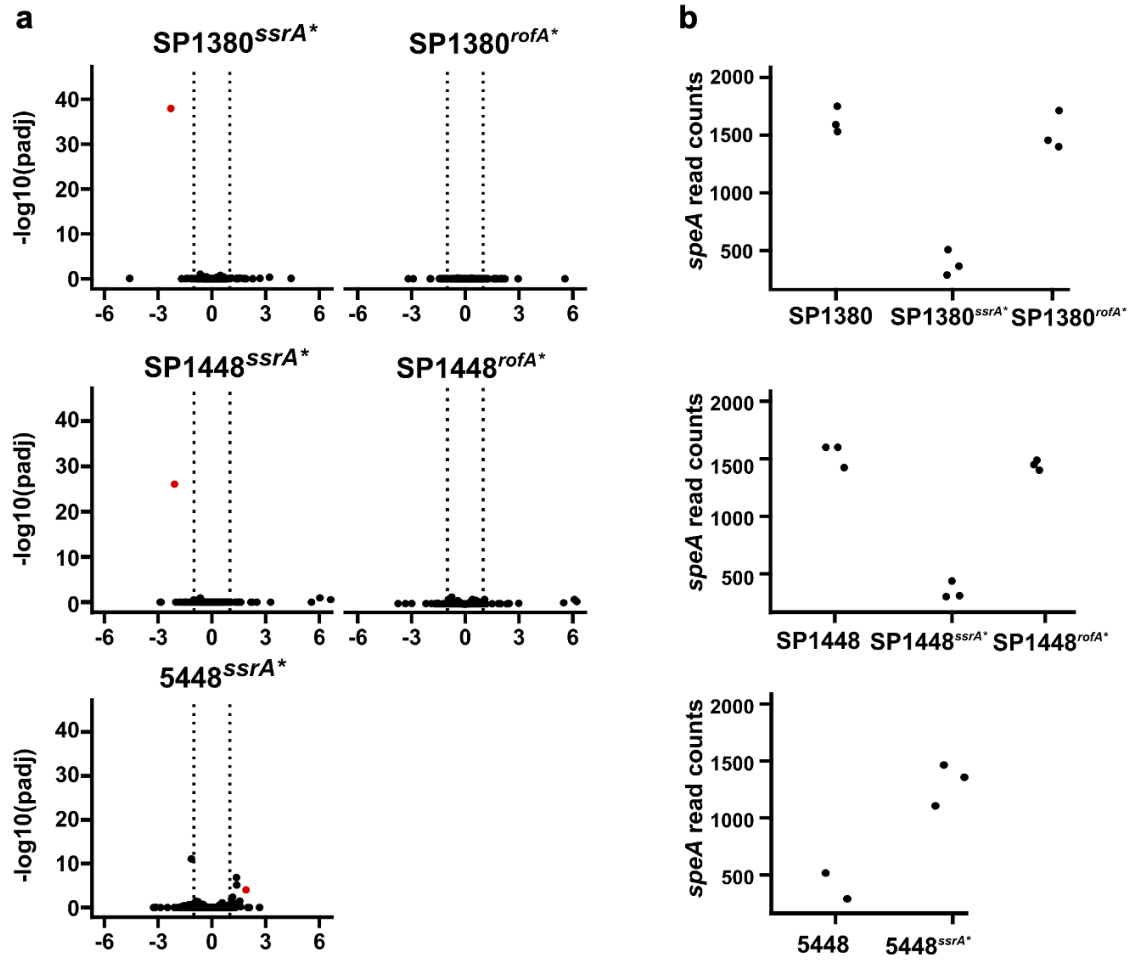 a
b
SP1380ssrA*
SP1380rofA*
-log10(padj)
40
30
20
10
0
-6 -3 0 3 6
-6 -3 0 3 6
speA read counts
2000
1500
1000
500
SP1380 SP1380ssrA* SP1380rofA*
SP1448ssrA*
SP1448rofA*
-log10(padj)
40
30
20
10
0
-6 -3 0 3 6
-6 -3 0 3 6
speA read counts
2000
1500
1000
500
SP1448 SP1448ssrA* SP1448rofA*
5448ssrA*
-log10(padj)
40
30
20
10
0
-6 -3 0 3 6
speA read counts
2000
1500
1000
500
5448 5448ssrA*